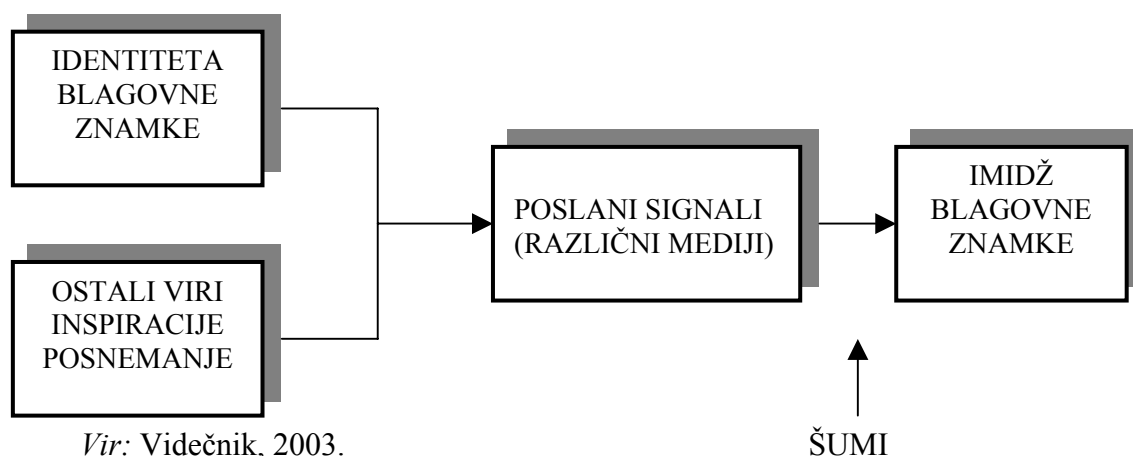 IDENTITETA
BLAGOVNE
ZNAMKE
OSTALI VIRI
INSPIRACIJE
POSNEMANJE
POSLANI SIGNALI
(RAZLIČNI MEDIJI)
IMIDŽ
BLAGOVNE
ZNAMKE
ŠUMI
Vir: Videčnik, 2003.